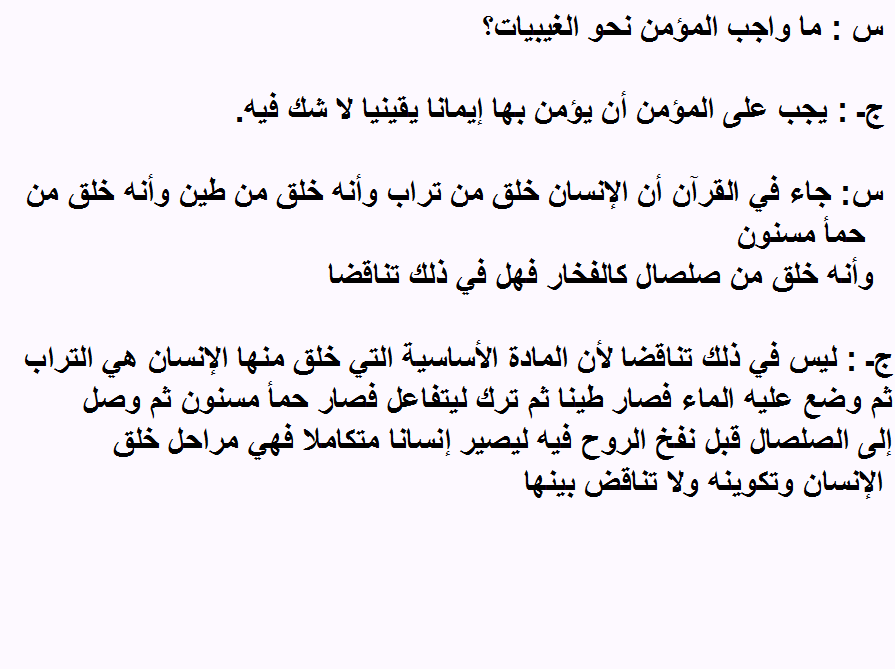 س : ما واجب المؤمن نحو الغيبيات؟
جـ : يجب على المؤمن أن يؤمن بها إيمانا يقينيا لا شك فيه.
س: جاء في القرآن أن الإنسان خلق من تراب وأنه خلق من طين وأنه خلق من
حمأ مسنون
وأنه خلق من صلصال كالفخار فهل في ذلك تناقضا
جـ : ليس في ذلك تناقضا لأن المادة الأساسية التي خلق منها الإنسان هي التراب
ثم وضع عليه الماء فصار طينا ثم ترك ليتفاعل فصار حمأ مسنون ثم وصل
إلى الصلصال قبل نفخ الروح فيه ليصير إنسانا متكاملا فهي مراحل خلق
الإنسان وتكوينه ولا تناقض بينها